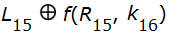 L₁₅ ⊕ f(R₁₅, k₁₆)